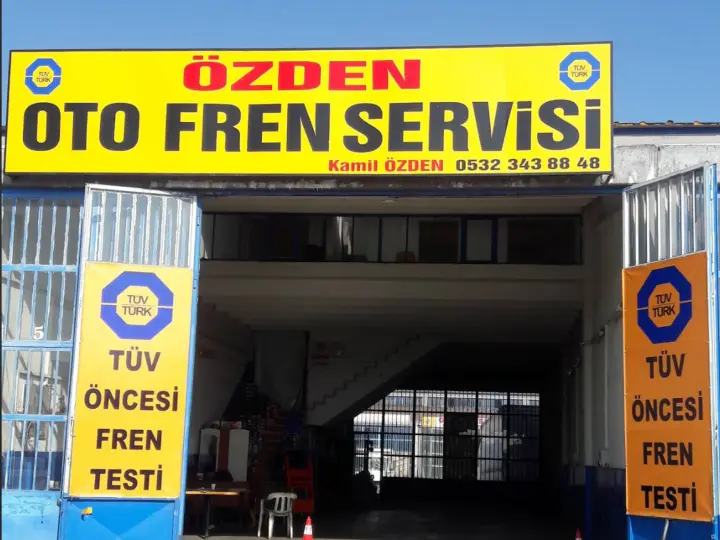 TÜV
TÜRK
TÜV
TÜRK
ÖZDEN
OTO FREN SERVİSİ
Kamil ÖZDEN 0532 343 88 48
5
TÜV
TÜRK
TÜV
ÖNCESİ
FREN
TESTİ
TÜV
TÜRK
TÜV
ÖNCESİ
FREN
TESTİ